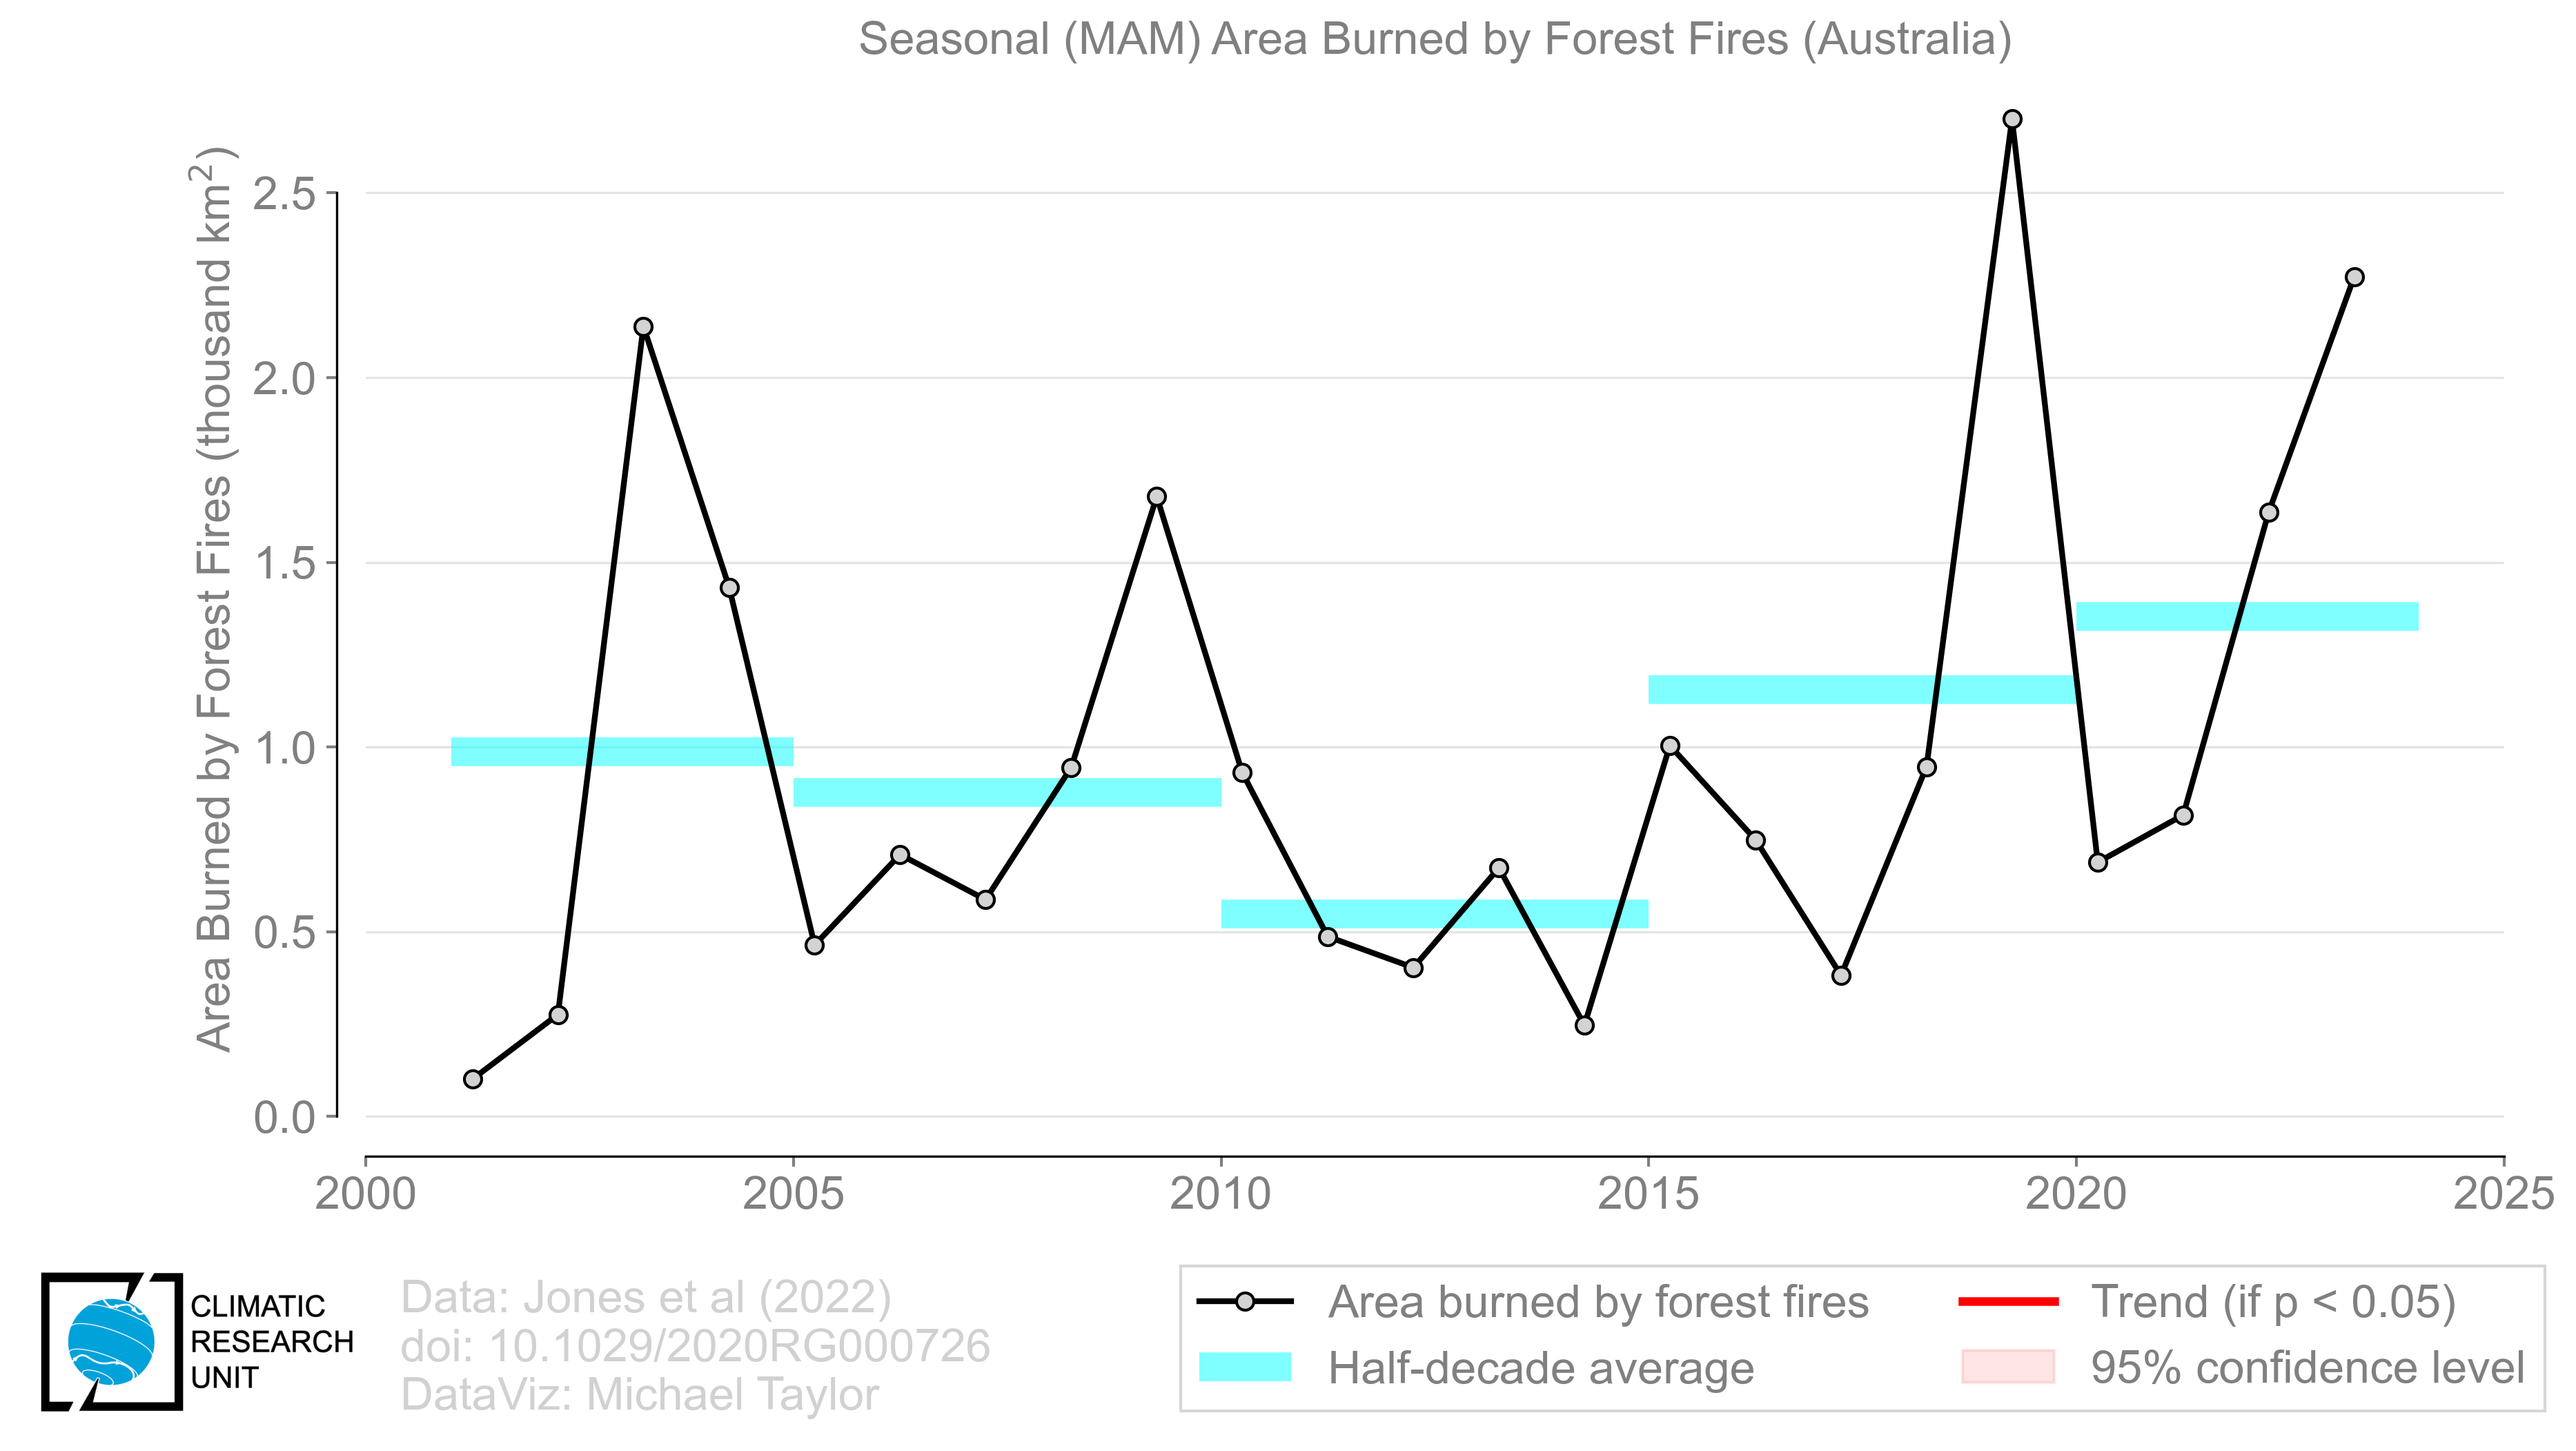 Seasonal (MAM) Area Burned by Forest Fires (Australia)
Area Burned by Forest Fires (thousand km²)
2.5
2.0
1.5
1.0
0.5
0.0
2000 2005 2010 2015 2020 2025
CLIMATIC
RESEARCH
UNIT
Data: Jones et al (2022)
doi: 10.1029/2020RG000726
DataViz: Michael Taylor
Area burned by forest fires
Half-decade average
Trend (if p < 0.05)
95% confidence level